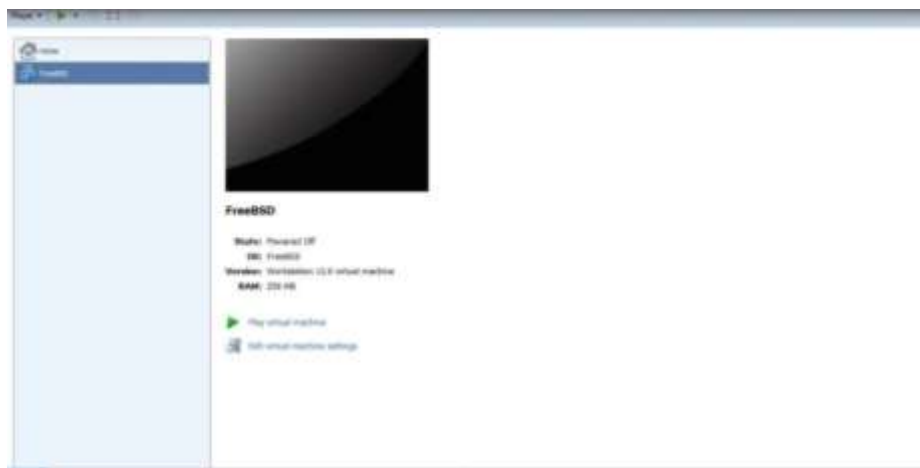 Player
Home
FreeBSD
FreeBSD
State: Powered Off
OS: FreeBSD
Version: Workstation 12.0 virtual machine
RAM: 256 MB
Play virtual machine
Edit virtual machine settings